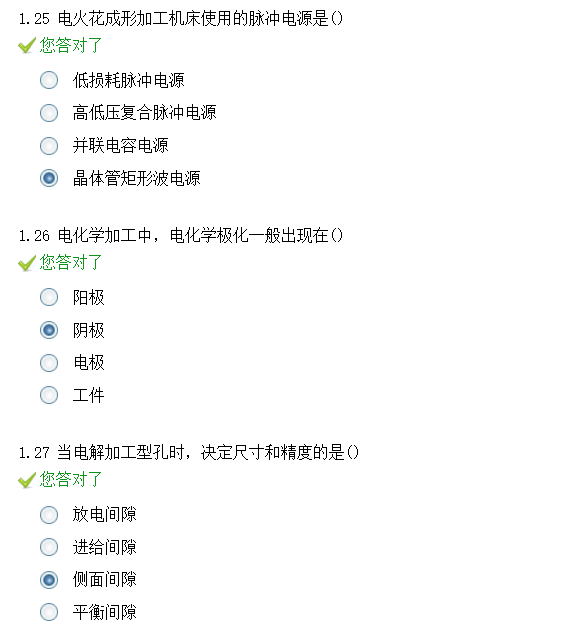 1.25 电火花成形加工机床使用的脉冲电源是()
您答对了
低损耗脉冲电源
高低压复合脉冲电源
并联电容电源
晶体管矩形波电源
1.26 电化学加工中，电化学极化一般出现在()
您答对了
阳极
阴极
电极
工件
1.27 当电解加工型孔时，决定尺寸和精度的是()
您答对了
放电间隙
进给间隙
侧面间隙
平衡间隙